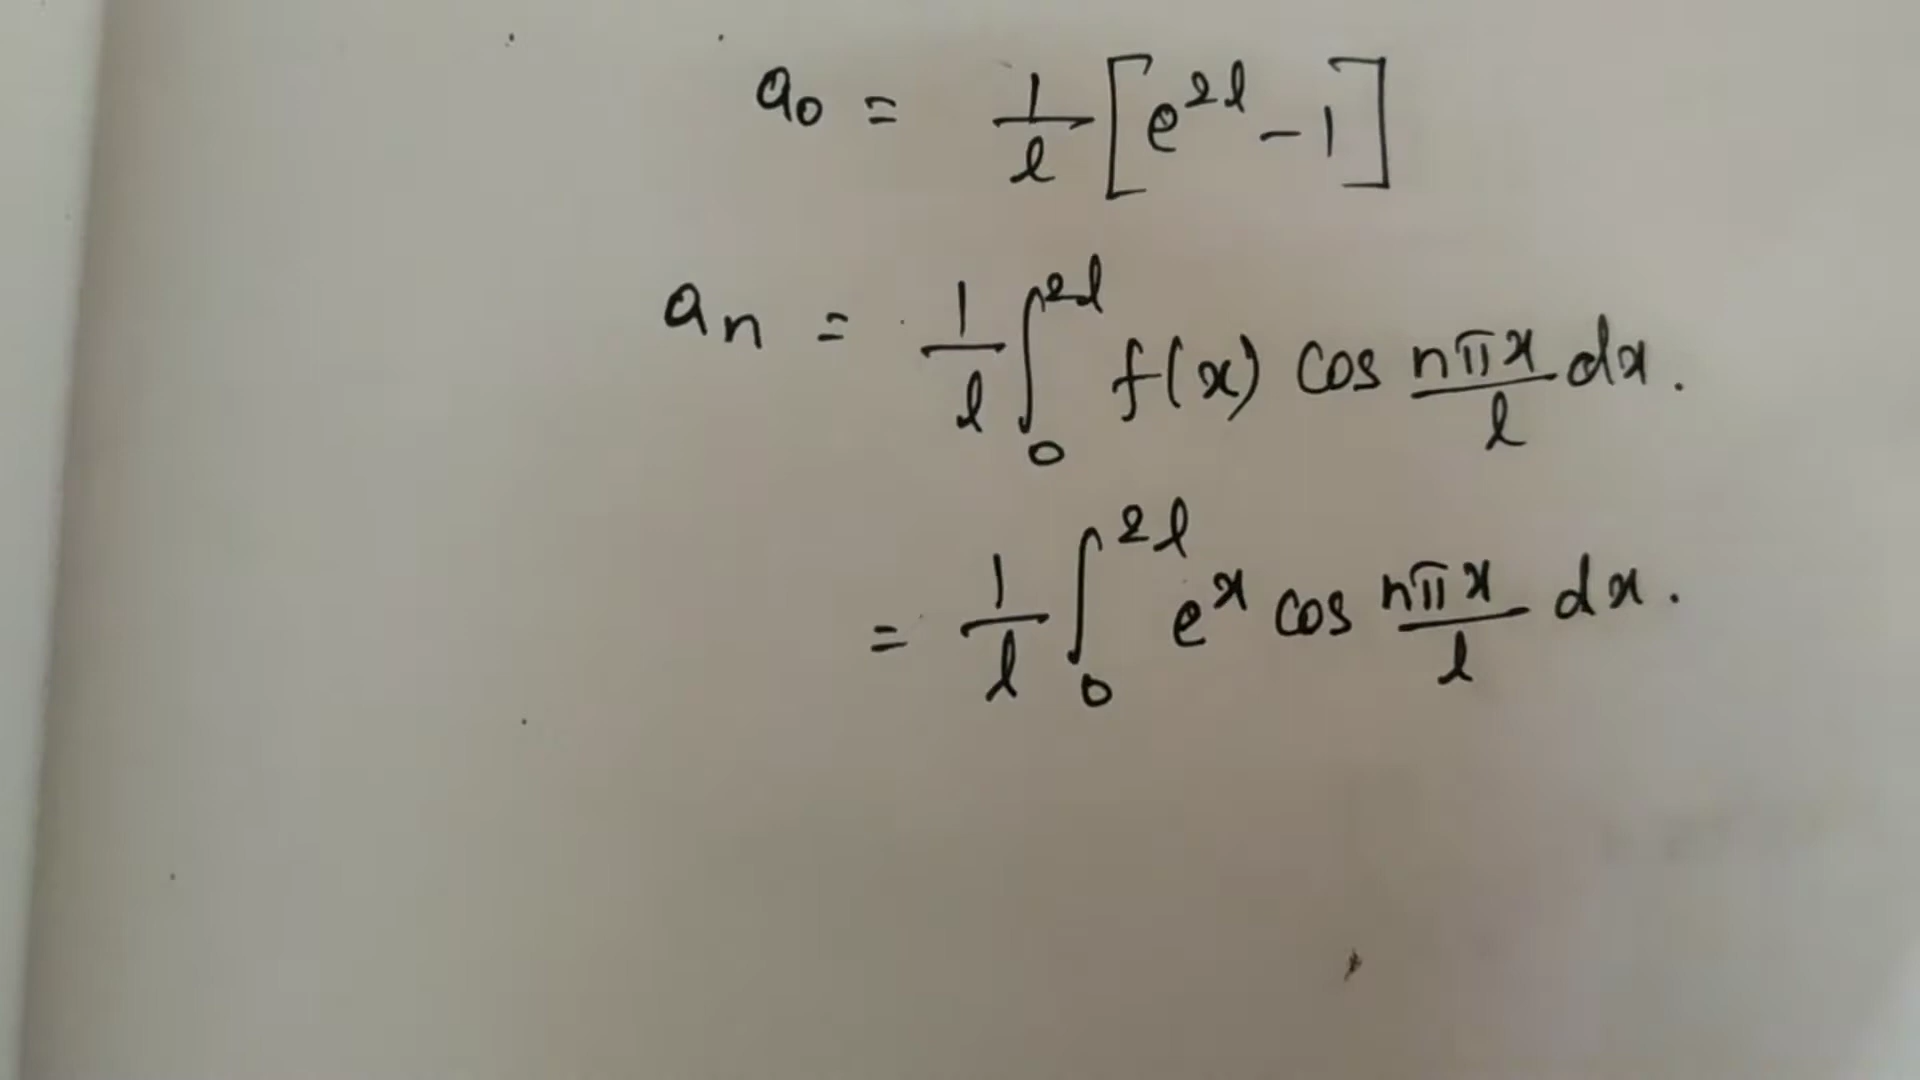 a₀ = 1/l [e^{2l} - 1]
aₙ = 1/l ∫₀^{2l} f(x) cos nπx/l dx.
= 1/l ∫₀^{2l} e^x cos nπx/l dx.